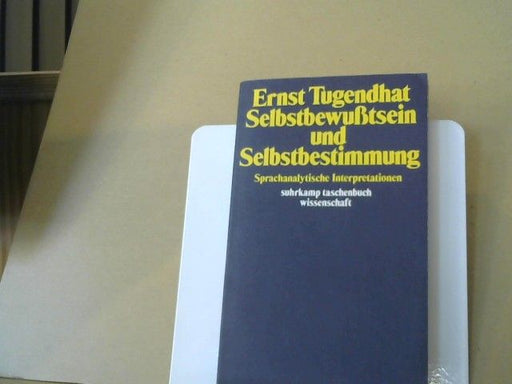 Ernst Tugendhat
Selbstbewußtsein
und
Selbstbestimmung
Sprachanalytische Interpretationen
suhrkamp taschenbuch
wissenschaft